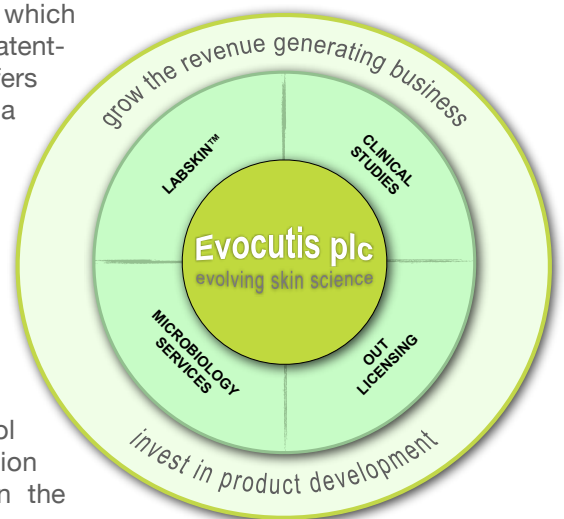 which
atent-
fers
a
grow the revenue generating business
LABSKIN™
CLINICAL
STUDIES
Evocutis plc
evolving skin science
MICROBIOLOGY
SERVICES
OUT
LICENSING
invest in product development
ol
ion
n the